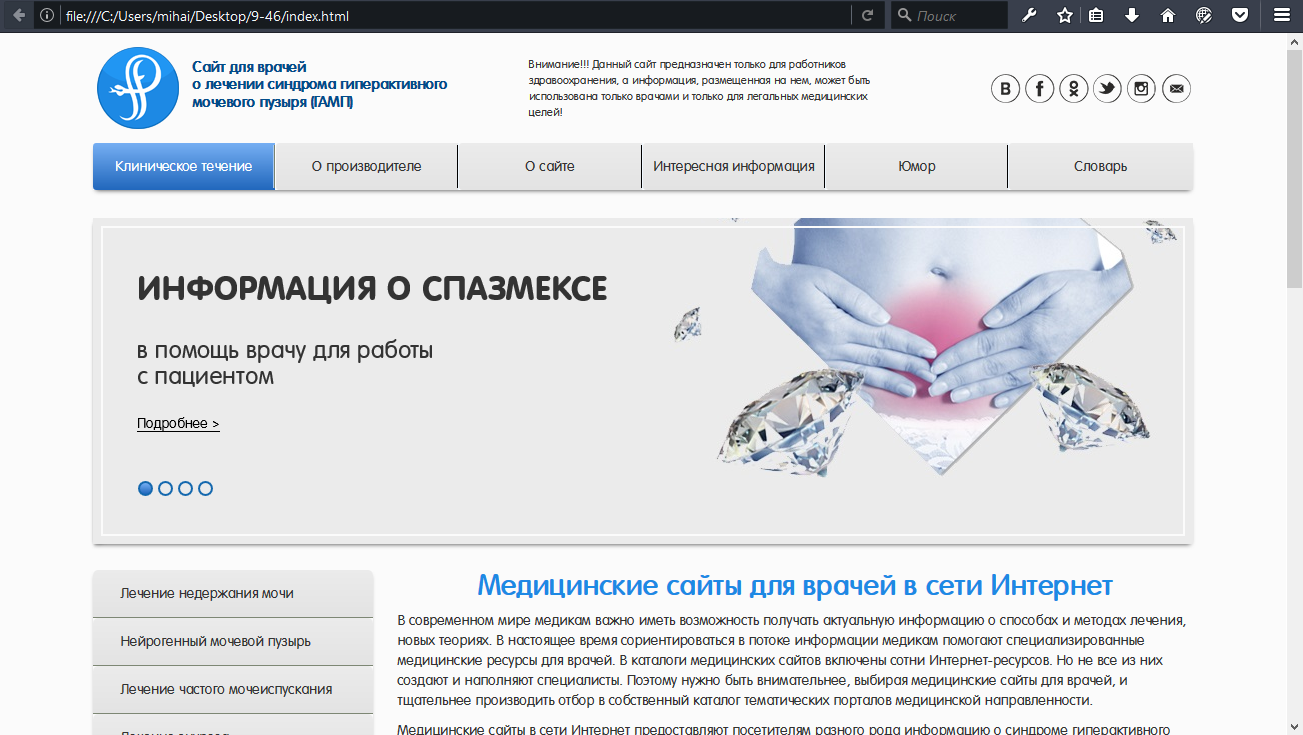 file:///C:/Users/mihai/Desktop/9-46/index.html
Поиск
Сайт для врачей
о лечении синдрома гиперактивного
мочевого пузыря (ГАМП)
Внимание!!! Данный сайт предназначен только для работников
здравоохранения, а информация, размещенная на нем, может быть
использована только врачами и только для легальных медицинских
целей!
Клиническое течение
О производителе
О сайте
Интересная информация
Юмор
Словарь
ИНФОРМАЦИЯ О СПАЗМЕКСЕ
в помощь врачу для работы
с пациентом
Подробнее >
Лечение недержания мочи
Нейрогенный мочевой пузырь
Лечение частого мочеиспускания
Медицинские сайты для врачей в сети Интернет
В современном мире медикам важно иметь возможность получать актуальную информацию о способах и методах лечения,
новых теориях. В настоящее время сориентироваться в потоке информации медикам помогают специализированные
медицинские ресурсы для врачей. В каталоги медицинских сайтов включены сотни Интернет-ресурсов. Но не все из них
создают и наполняют специалисты. Поэтому нужно быть внимательнее, выбирая медицинские сайты для врачей, и
тщательнее производить отбор в собственный каталог тематических порталов медицинской направленности.
Медицинские сайты в сети Интернет предоставляют посетителям разного рода информацию о синдроме гиперактивного